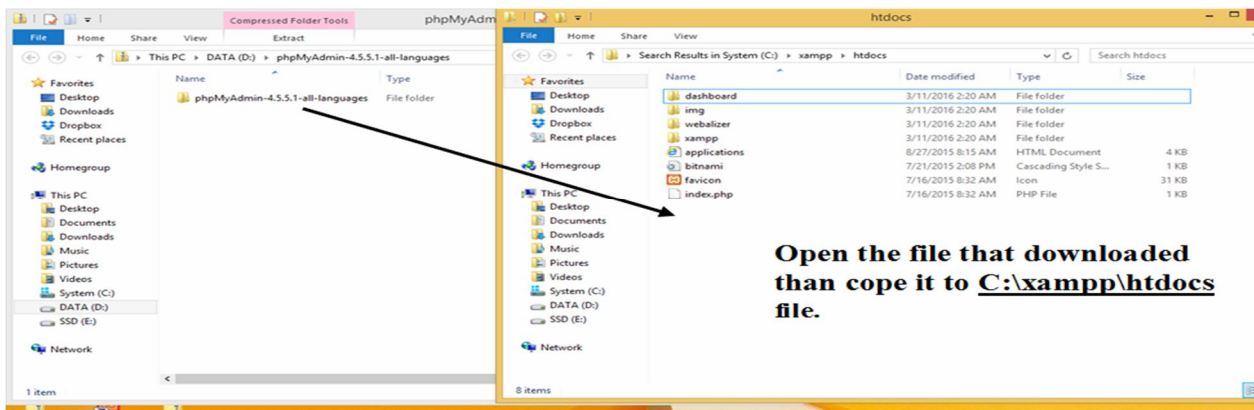 Compressed Folder Tools
phpMyAdm
File Home Share View Extract
This PC ▸ DATA (D:) ▸ phpMyAdmin-4.5.5.1-all-languages
Favorites
Desktop
Downloads
Dropbox
Recent places
Homegroup
This PC
Desktop
Documents
Downloads
Music
Pictures
Videos
System (C:)
DATA (D:)
SSD (E:)
Network
Name Type
phpMyAdmin-4.5.5.1-all-languages File folder
1 item
htdocs
File Home Share View
Search Results in System (C:) ▸ xampp ▸ htdocs
Search htdocs
Favorites
Desktop
Downloads
Dropbox
Recent places
Homegroup
This PC
Desktop
Documents
Downloads
Music
Pictures
Videos
System (C:)
DATA (D:)
SSD (E:)
Network
Name Date modified Type Size
dashboard 3/11/2016 2:20 AM File folder
img 3/11/2016 2:20 AM File folder
webalizer 3/11/2016 2:20 AM File folder
xampp 3/11/2016 2:20 AM File folder
applications 8/27/2015 8:15 AM HTML Document 4 KB
bitnami 7/21/2015 2:08 PM Cascading Style S... 1 KB
favicon 7/16/2015 8:32 AM Icon 31 KB
index.php 7/16/2015 8:32 AM PHP File 1 KB
Open the file that downloaded
than cope it to C:\xampp\htdocs
file.
8 items